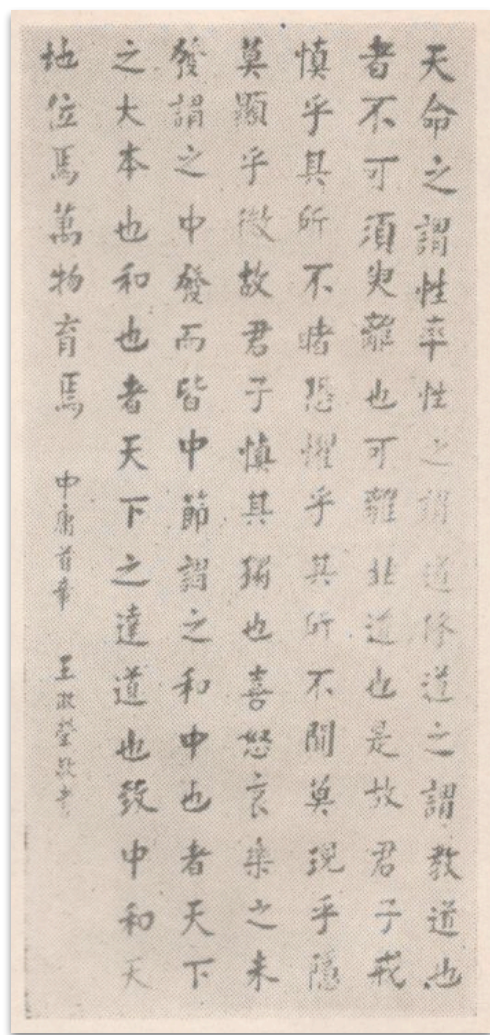 天命之謂性率性之謂道修道之謂教道也
者不可須臾離也可離非道也是故君子戒
慎乎其所不睹恐懼乎其所不聞莫現乎隱
莫顯乎微故君子慎其獨也喜怒哀樂之未
發謂之中發而皆中節謂之和中也者天下
之大本也和也者天下之達道也致中和天
地位焉萬物育焉 中庸首章 王瑩敬書